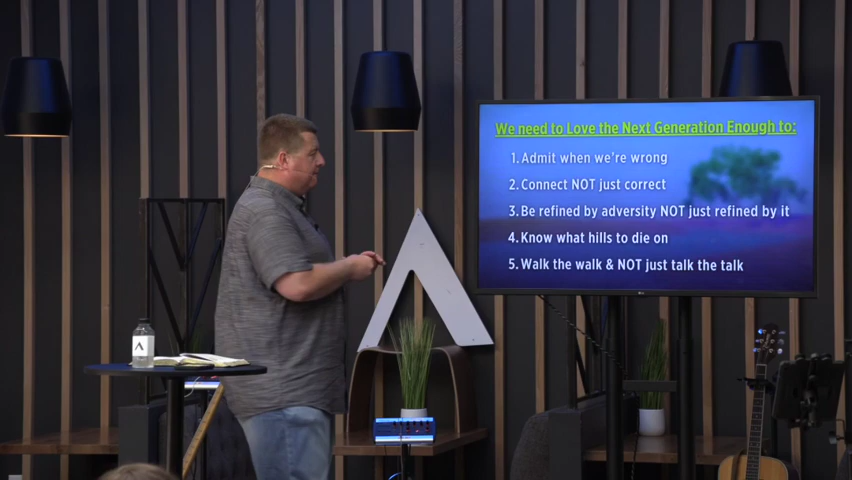 We need to Love the Next Generation Enough to:
1. Admit when we're wrong
2. Connect NOT just correct
3. Be refined by adversity NOT just refined by it
4. Know what hills to die on
5. Walk the walk & NOT just talk the talk
LG